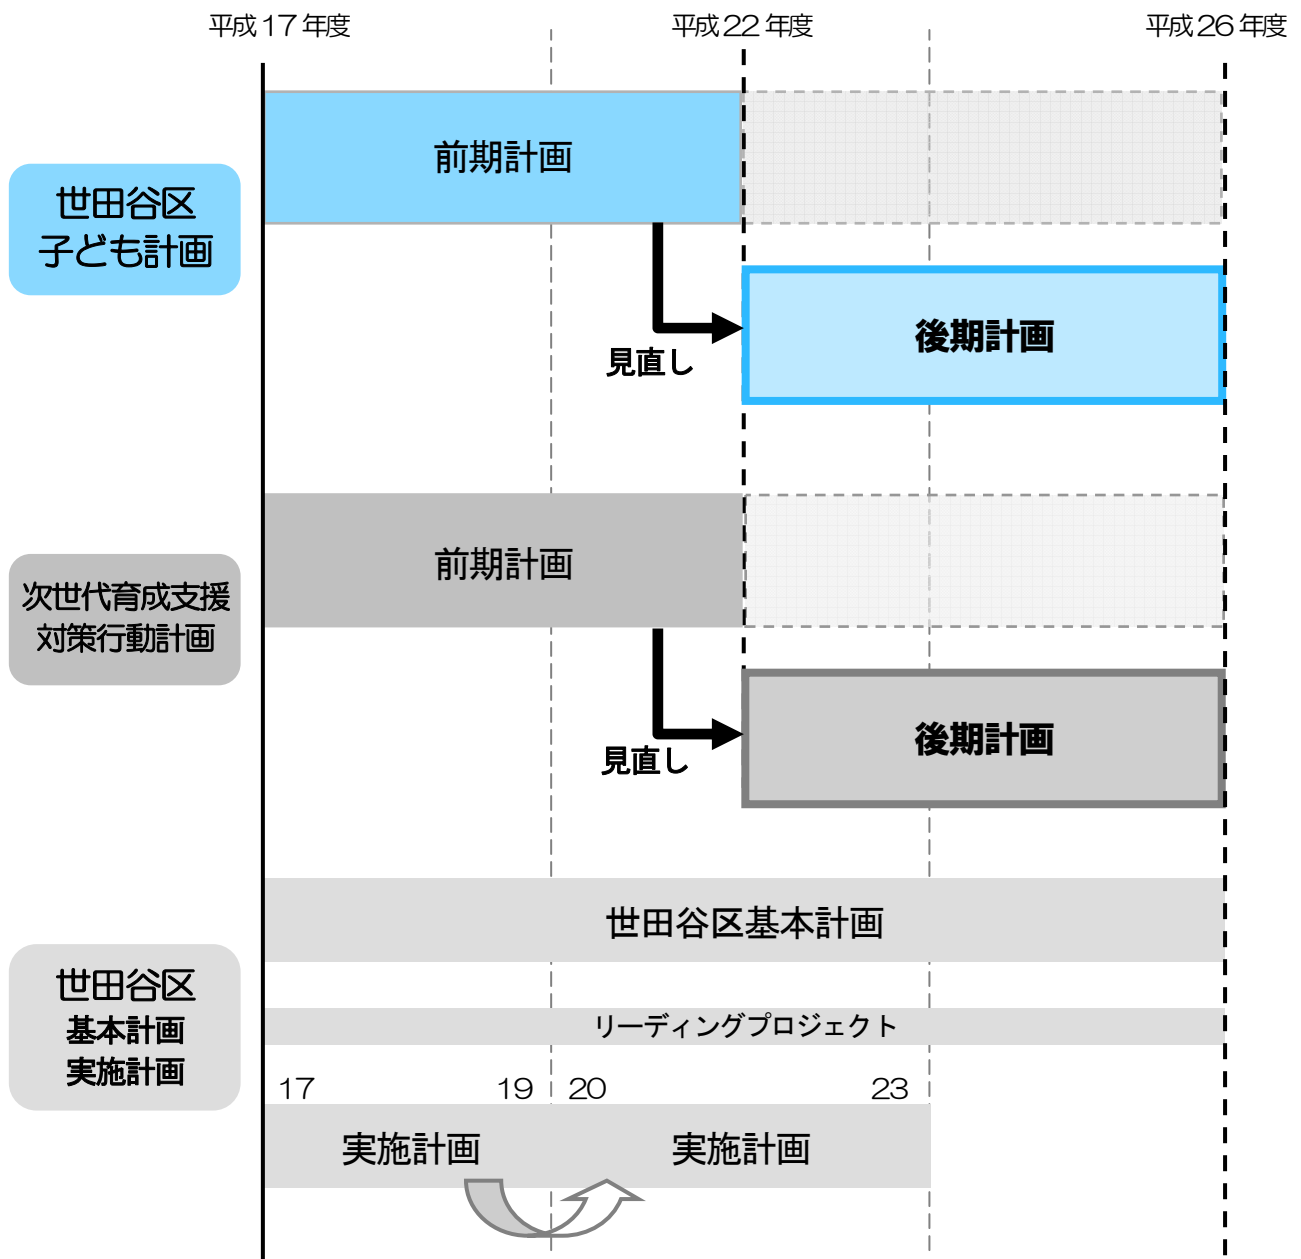 平成17年度
平成22年度
平成26年度
前期計画
世田谷区
子ども計画
後期計画
見直し
前期計画
次世代育成支援
対策行動計画
後期計画
見直し
世田谷区基本計画
世田谷区
基本計画
実施計画
リーディングプロジェクト
17
19
20
23
実施計画
実施計画